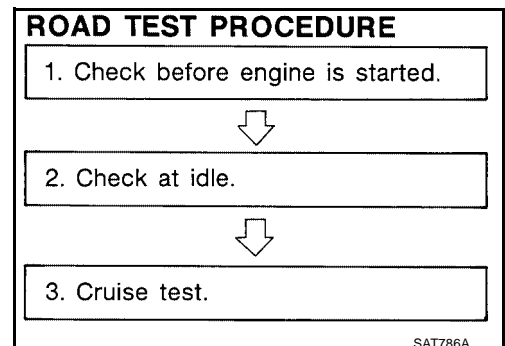 ROAD TEST PROCEDURE
1. Check before engine is started.
2. Check at idle.
3. Cruise test.
SAT786A